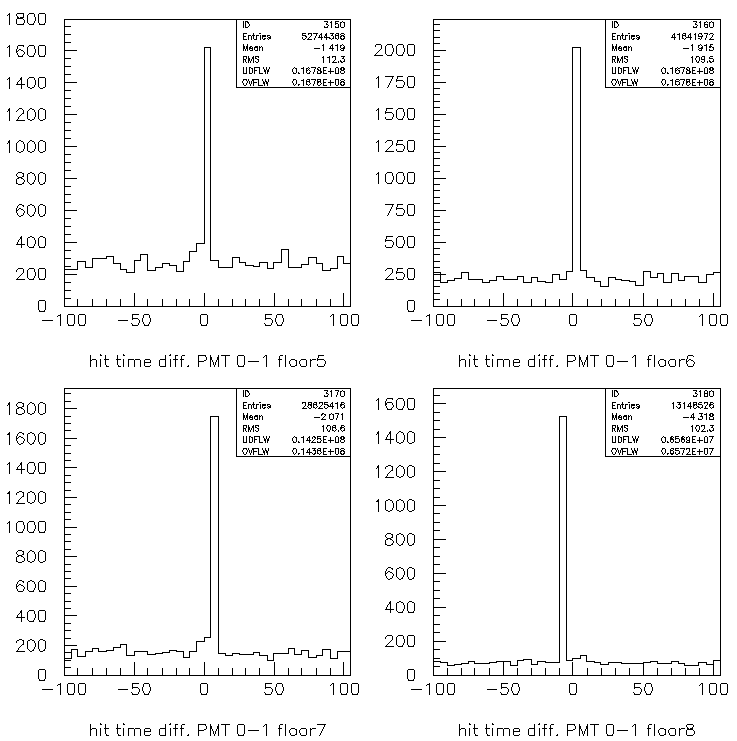 ID 3150
Entries 52744368
Mean -1.419
RMS 112.3
UDFLW 0.1678E+08
OVFLW 0.1678E+08
1800
1600
1400
1200
1000
800
600
400
200
0
-100 -50 0 50 100
hit time diff. PMT 0-1 floor5
ID 3160
Entries 41641972
Mean -1.915
RMS 109.5
UDFLW 0.1678E+08
OVFLW 0.1678E+08
2000
1750
1500
1250
1000
750
500
250
0
-100 -50 0 50 100
hit time diff. PMT 0-1 floor6
ID 3170
Entries 28625416
Mean -2.071
RMS 106.6
UDFLW 0.1425E+08
OVFLW 0.1436E+08
1800
1600
1400
1200
1000
800
600
400
200
0
-100 -50 0 50 100
hit time diff. PMT 0-1 floor7
ID 3180
Entries 13148526
Mean -4.318
RMS 102.3
UDFLW 0.6569E+07
OVFLW 0.6572E+07
1600
1400
1200
1000
800
600
400
200
0
-100 -50 0 50 100
hit time diff. PMT 0-1 floor8